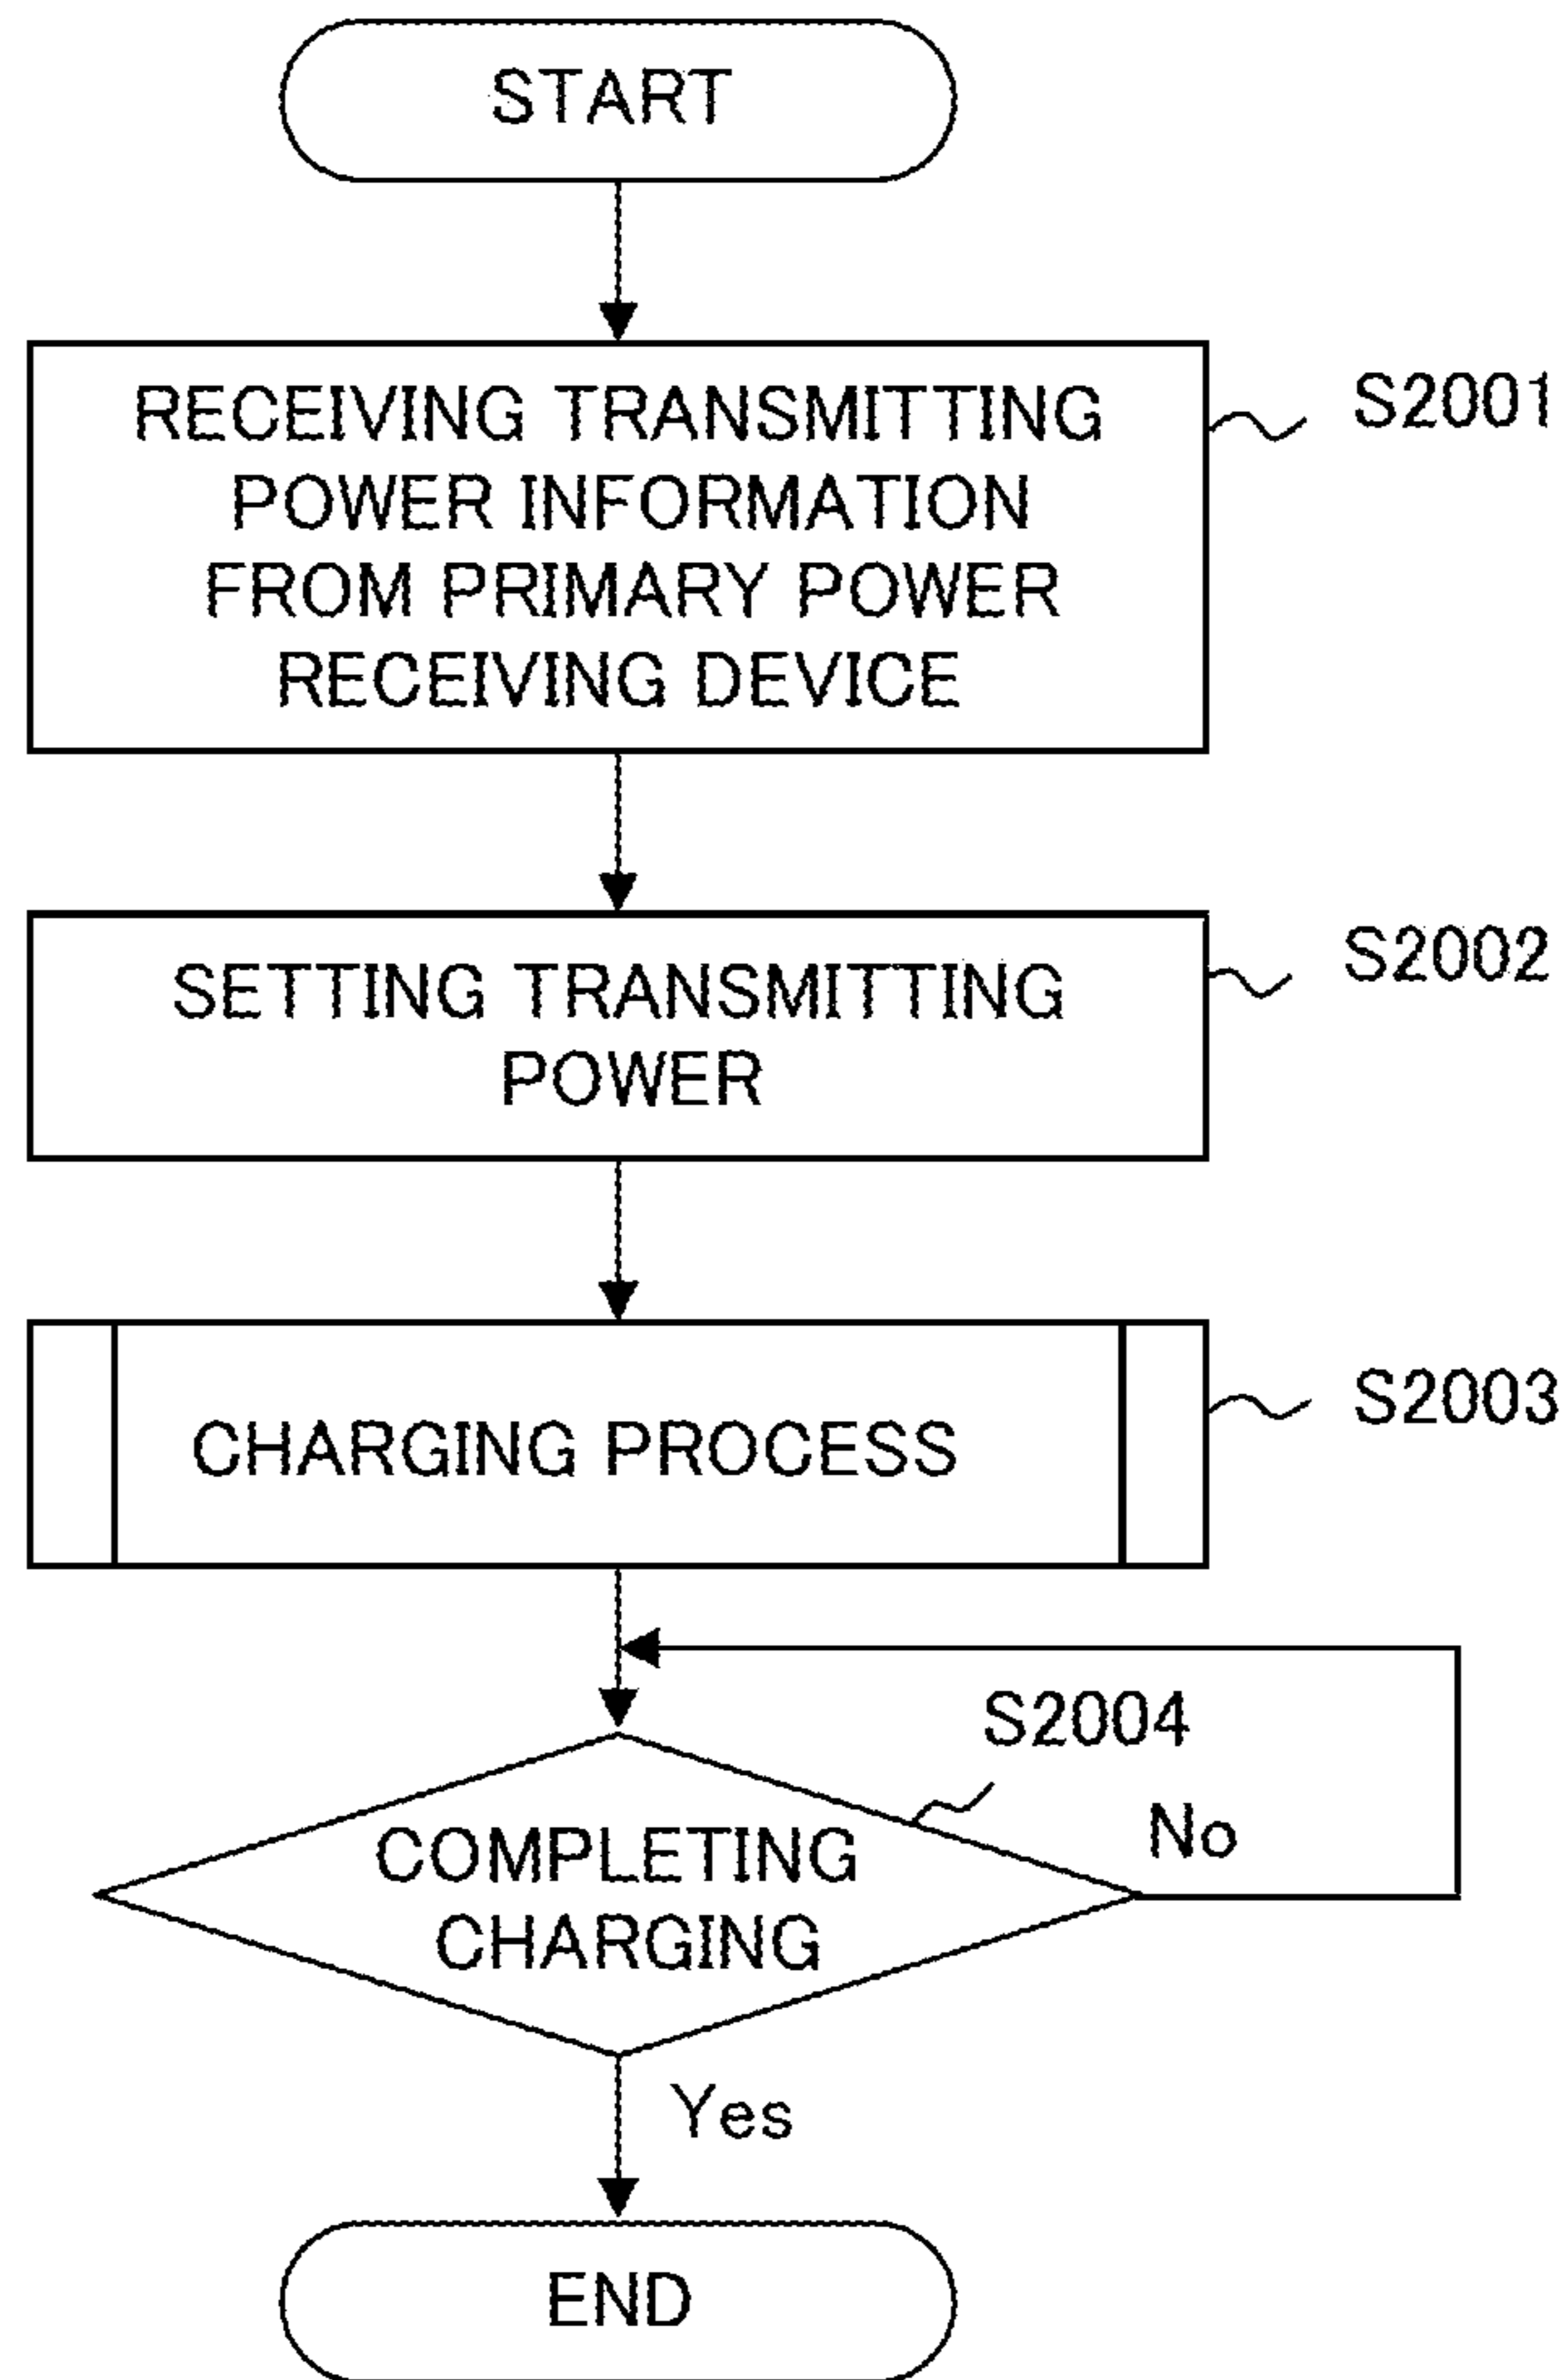 START
RECEIVING TRANSMITTING
POWER INFORMATION
FROM PRIMARY POWER
RECEIVING DEVICE
S2001
SETTING TRANSMITTING
POWER
S2002
CHARGING PROCESS
S2003
S2004
No
COMPLETING
CHARGING
Yes
END